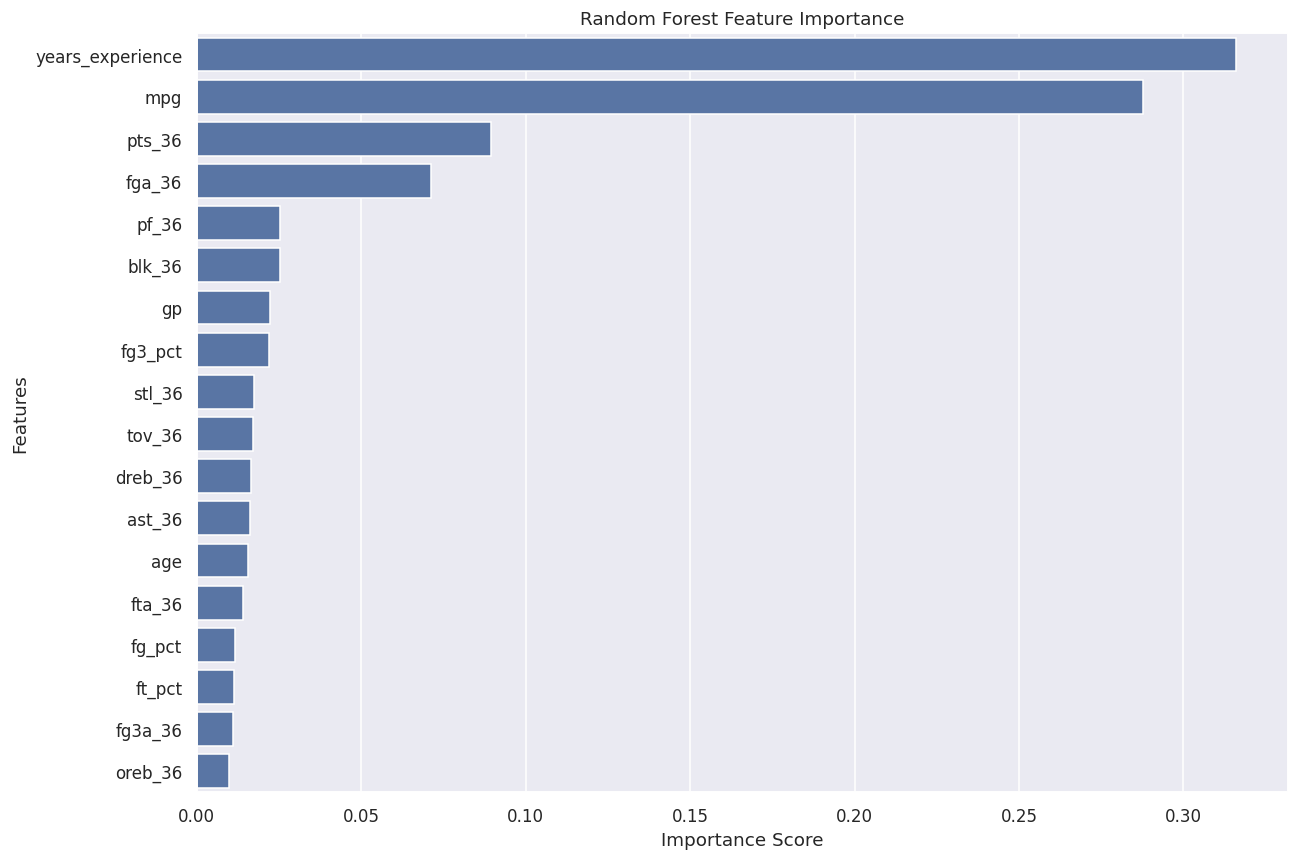 Random Forest Feature Importance
years_experience
mpg
pts_36
fga_36
pf_36
blk_36
gp
fg3_pct
stl_36
tov_36
dreb_36
ast_36
age
fta_36
fg_pct
ft_pct
fg3a_36
oreb_36
Features
0.00 0.05 0.10 0.15 0.20 0.25 0.30
Importance Score